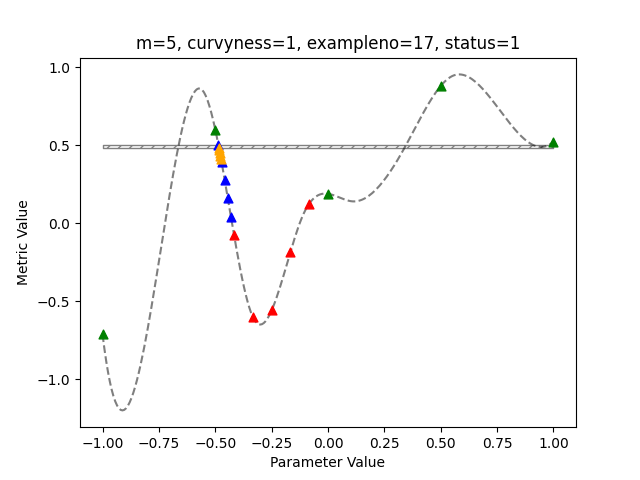 m=5, curvyness=1, exampleno=17, status=1
1.0
0.5
0.0
−0.5
−1.0
Metric Value
−1.00 −0.75 −0.50 −0.25 0.00 0.25 0.50 0.75 1.00
Parameter Value